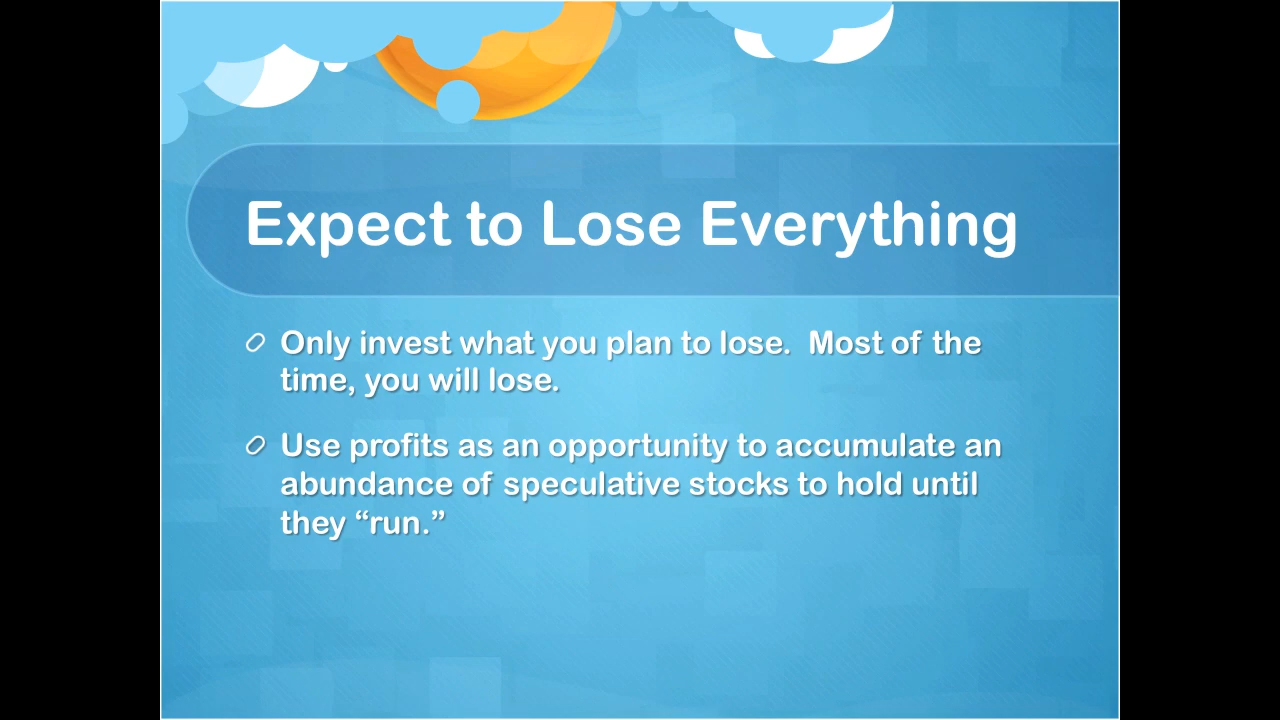 Expect to Lose Everything
Only invest what you plan to lose.  Most of the
time, you will lose.
Use profits as an opportunity to accumulate an
abundance of speculative stocks to hold until
they “run.”